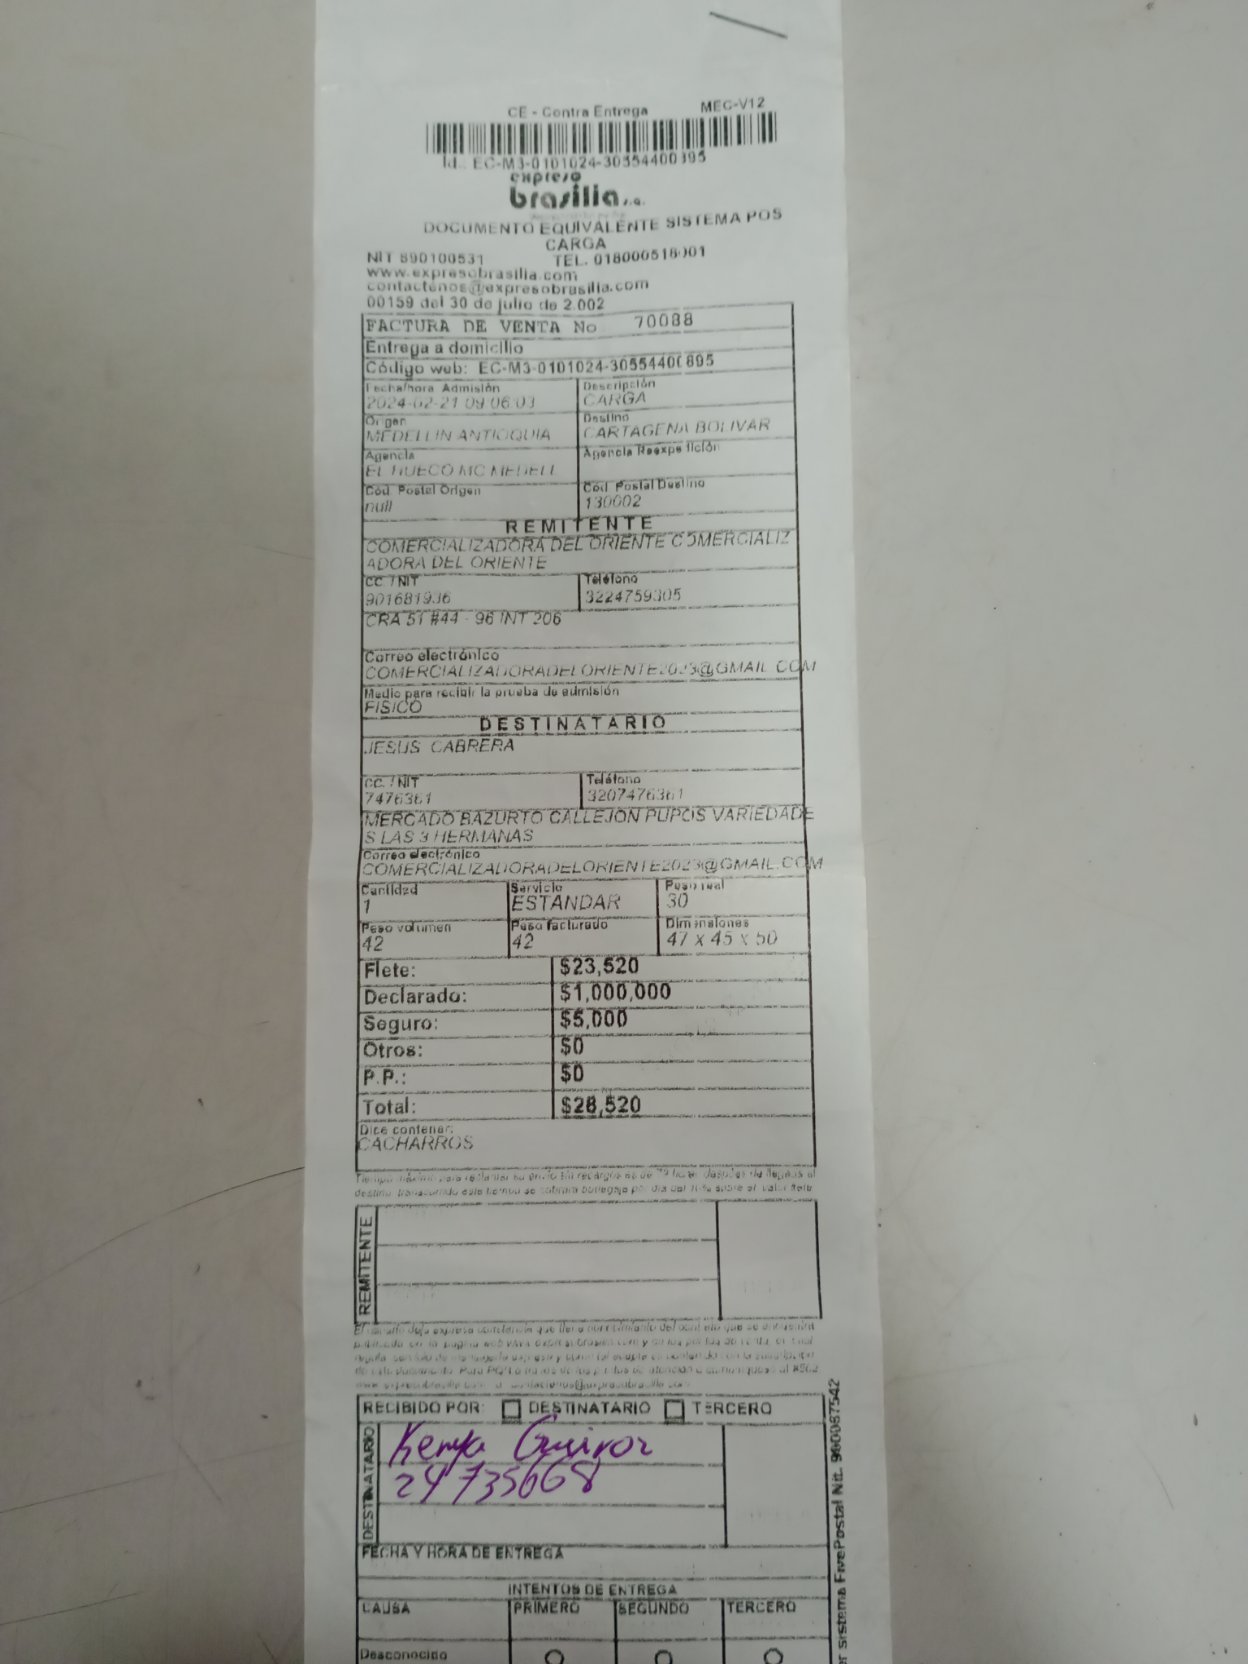 CE - Contra Entrega MEC-V12
Id.: EC-M3-0101024-30554400895
expreso
brasilia s.a.
DOCUMENTO EQUIVALENTE SISTEMA POS
CARGA
NIT 890100531 TEL. 018000518001
www.expresobrasilia.com
contactenos@expresobrasilia.com
00159 del 30 de julio de 2.002
FACTURA DE VENTA No 70088
Entrega a domicilio
Código web: EC-M3-0101024-30554400895
Fecha/hora Admisión Descripción
2024-02-21 09:06:03 CARGA
Origen Destino
MEDELLIN ANTIOQUIA CARTAGENA BOLIVAR
Agencia Agencia Reexpedición
EL HUECO MC MEDELL
Cód. Postal Origen Cód. Postal Destino
null 130002
REMITENTE
COMERCIALIZADORA DEL ORIENTE COMERCIALIZ
ADORA DEL ORIENTE
CC / NIT Teléfono
901681936 3224759305
CRA 51 #44 - 96 INT 206
Correo electrónico
COMERCIALIZADORADELORIENTE2023@GMAIL.COM
Medio para recibir la prueba de admisión
FISICO
DESTINATARIO
JESUS CABRERA
CC. / NIT Teléfono
7476361 3207476361
MERCADO BAZURTO CALLEJON PUPOS VARIEDADE
S LAS 3 HERMANAS
Correo electrónico
COMERCIALIZADORADELORIENTE2023@GMAIL.COM
Cantidad Servicio Peso real
1 ESTANDAR 30
Peso volumen Peso facturado Dimensiones
42 42 47 x 45 x 50
Flete: $23,520
Declarado: $1,000,000
Seguro: $5,000
Otros: $0
P.P.: $0
Total: $28,520
Dice contener:
CACHARROS
REMITENTE
RECIBIDO POR: DESTINATARIO TERCERO
DESTINATARIO
Kenya
FECHA Y HORA DE ENTREGA
INTENTOS DE ENTREGA
CAUSA PRIMERO SEGUNDO TERCERO
Desconocido
sistema FivePostal Nit. 900087542